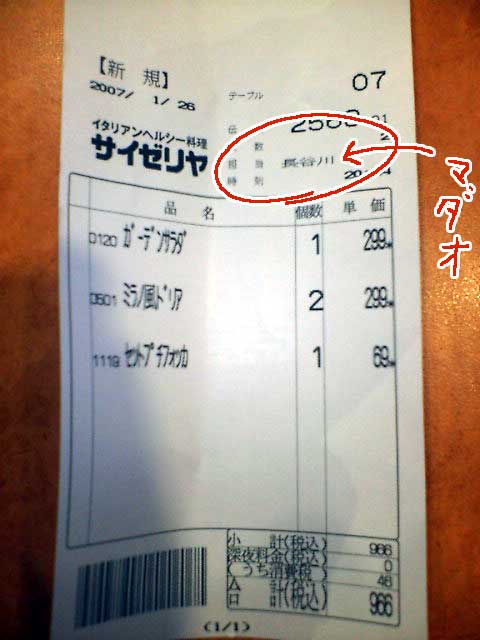 【新規】
2007/ 1/26
テーブル 07
イタリアンヘルシー料理
サイゼリヤ
数 2
担当 長谷川
時刻
マダオ
品名 個数 単価
0120 ガーデンサラダ 1 299
0501 ミラノ風ドリア 2 299
1119 セットプチフォッカ 1 69
小計(税込) 966
深夜料金(税込) 0
(うち消費税) 46
合計(税込) 966
(1/1)